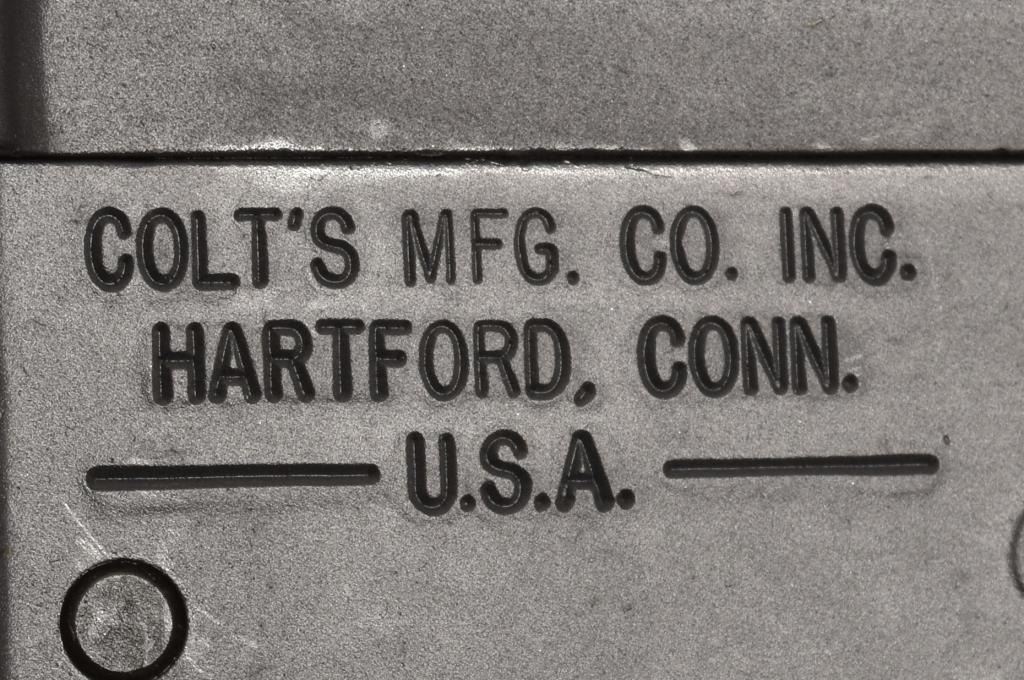 COLT'S MFG. CO. INC.
HARTFORD, CONN.
U.S.A.